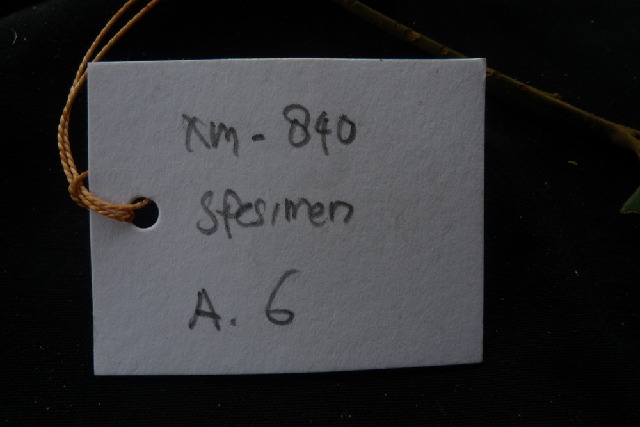 XM - 840
Spesimen
A. 6